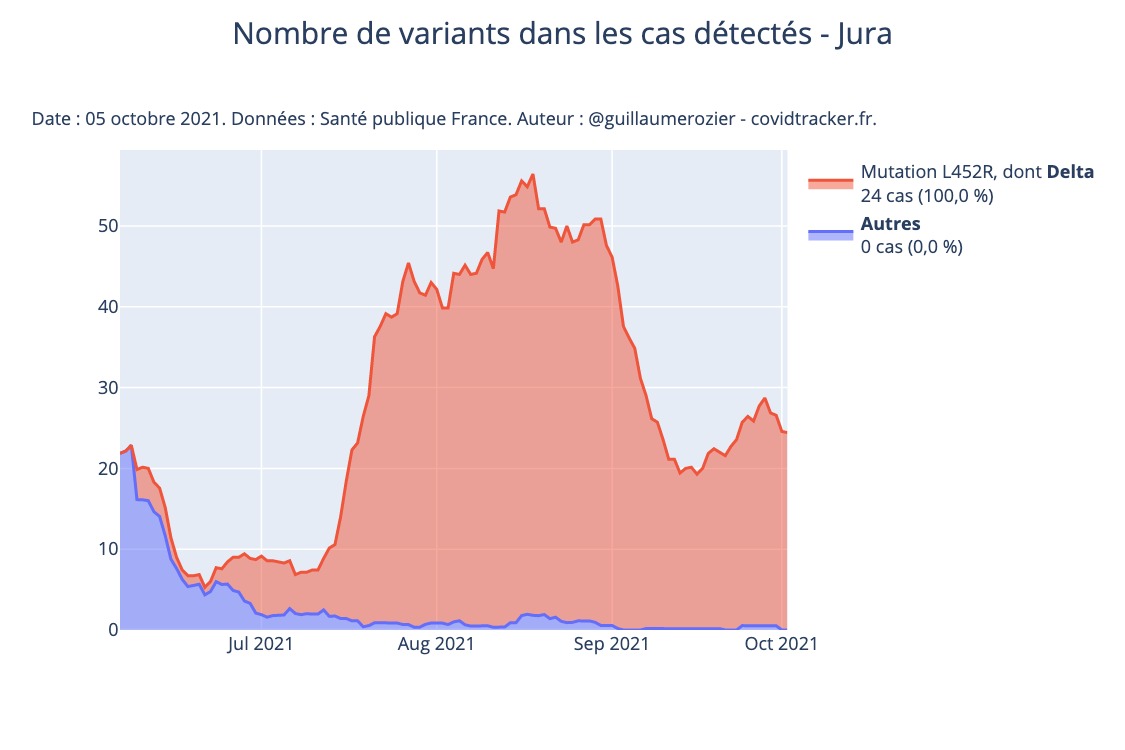 Nombre de variants dans les cas détectés - Jura
Date : 05 octobre 2021. Données : Santé publique France. Auteur : @guillaumerozier - covidtracker.fr.
Mutation L452R, dont Delta
24 cas (100,0 %)
Autres
0 cas (0,0 %)
50
40
30
20
10
0
Jul 2021
Aug 2021
Sep 2021
Oct 2021